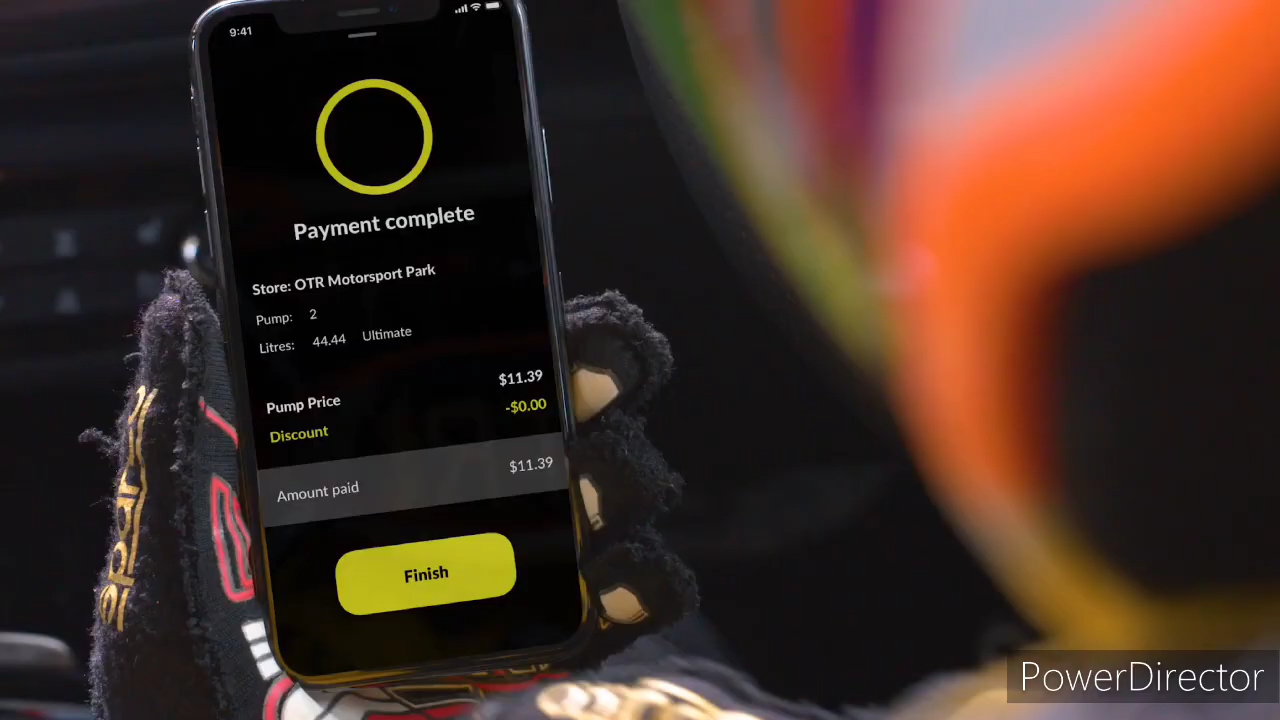 9:41
Payment complete
Store: OTR Motorsport Park
Pump: 2
Litres: 44.44 Ultimate
Pump Price $11.39
Discount -$0.00
Amount paid $11.39
Finish
PowerDirector